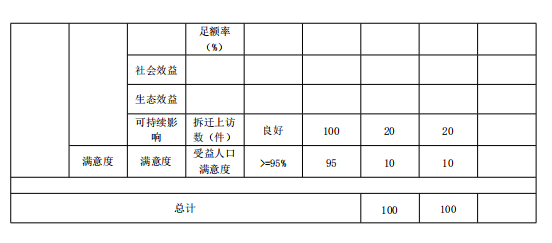 足额率
（%）
社会效益
生态效益
可持续影
响
拆迁上访
数（件）
良好
100
20
20
满意度
满意度
受益人口
满意度
>=95%
95
10
10
总计
100
100